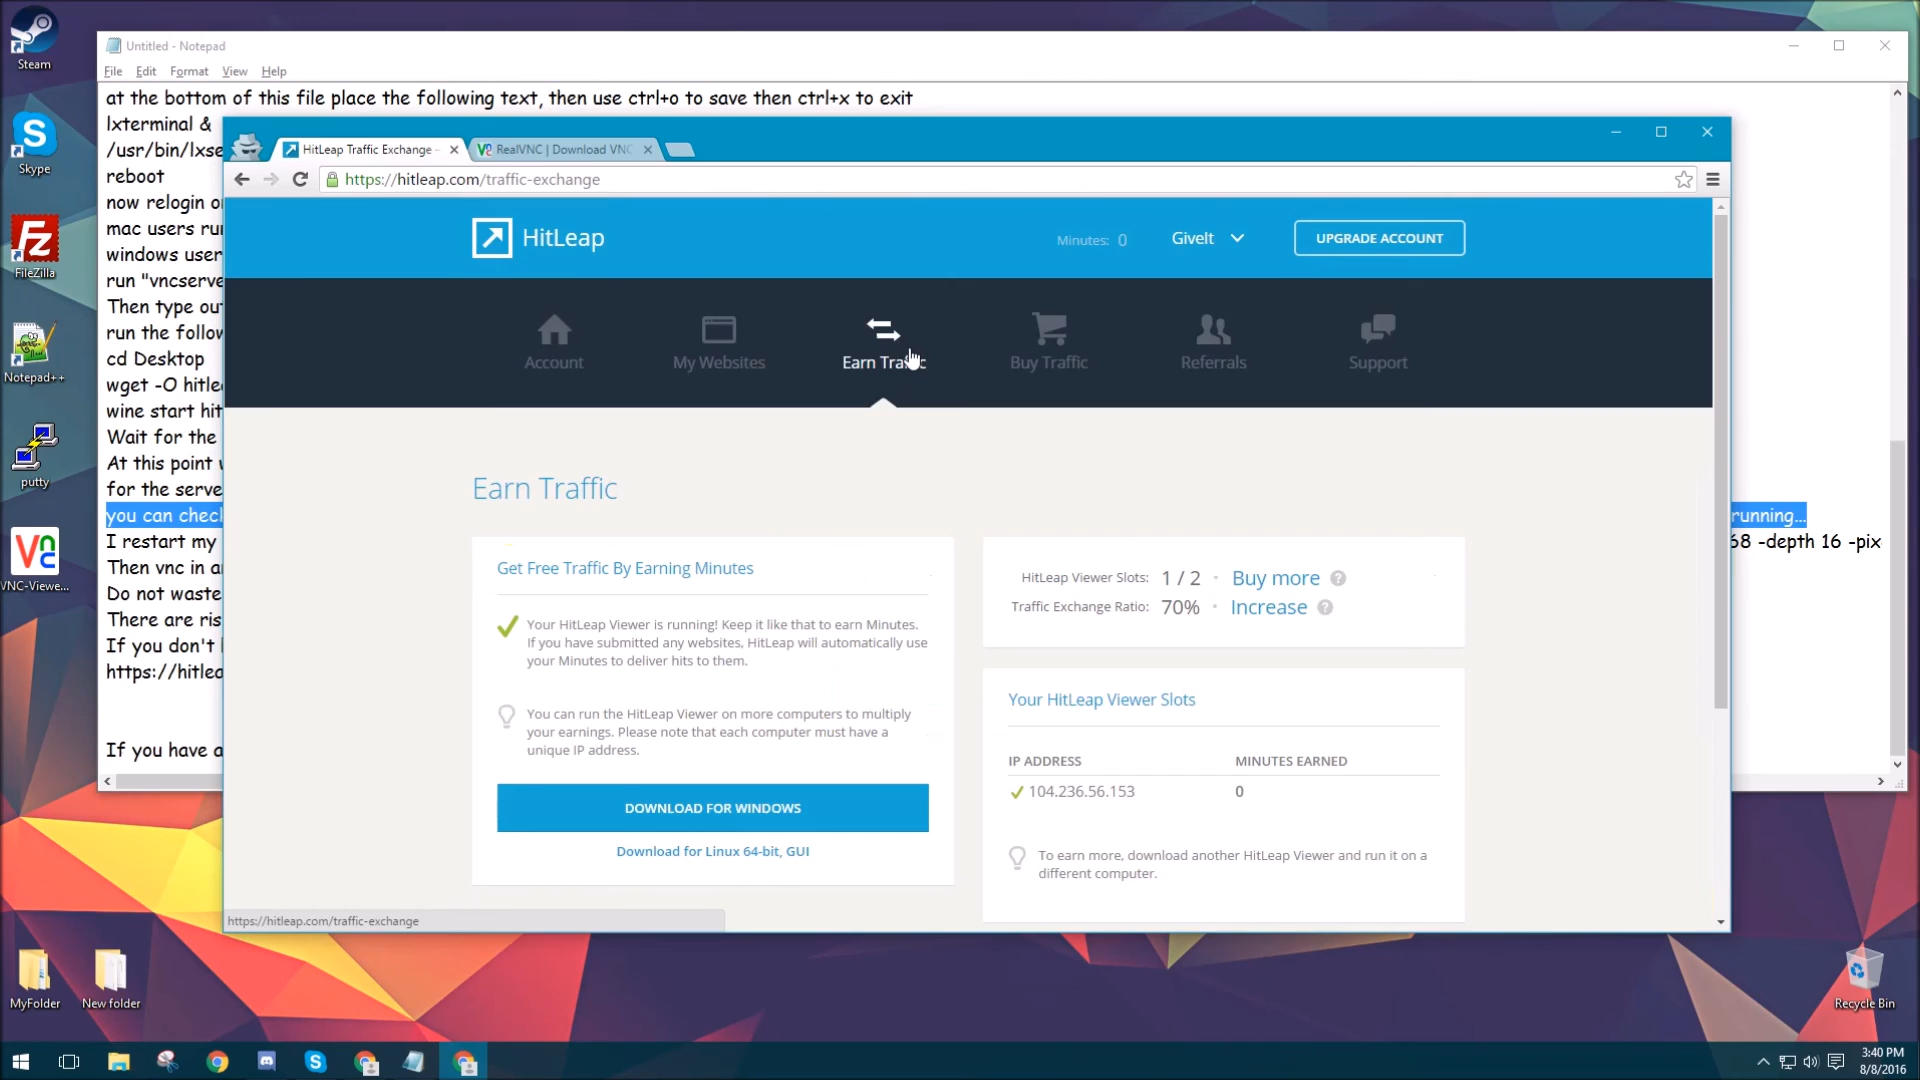 Steam
Skype
FileZilla
Notepad++
putty
VNC-Viewe...
MyFolder
New folder
Recycle Bin
Untitled - Notepad
File Edit Format View Help
at the bottom of this file place the following text, then use ctrl+o to save then ctrl+x to exit
lxterminal &
/usr/bin/lxse
reboot
now relogin
mac users
windows user
run "vncserve
Then type
run the follow
cd Desktop
wget -O hitle
wine start hit
Wait for the
At this point
for the serve
you can check running...
I restart my 68 -depth 16 -pix
Then vnc in
Do not waste
There are ris
If you don't
https://hitlea
If you have a
HitLeap Traffic Exchange -
RealVNC | Download VNC
https://hitleap.com/traffic-exchange
HitLeap
Minutes: 0
GiveIt
UPGRADE ACCOUNT
Account
My Websites
Earn Traffic
Buy Traffic
Referrals
Support
Earn Traffic
Get Free Traffic By Earning Minutes
Your HitLeap Viewer is running! Keep it like that to earn Minutes.
If you have submitted any websites, HitLeap will automatically use
your Minutes to deliver hits to them.
You can run the HitLeap Viewer on more computers to multiply
your earnings. Please note that each computer must have a
unique IP address.
DOWNLOAD FOR WINDOWS
Download for Linux 64-bit, GUI
HitLeap Viewer Slots: 1 / 2 · Buy more ?
Traffic Exchange Ratio: 70% · Increase ?
Your HitLeap Viewer Slots
IP ADDRESS MINUTES EARNED
104.236.56.153 0
To earn more, download another HitLeap Viewer and run it on a
different computer.
https://hitleap.com/traffic-exchange
3:40 PM
8/8/2016